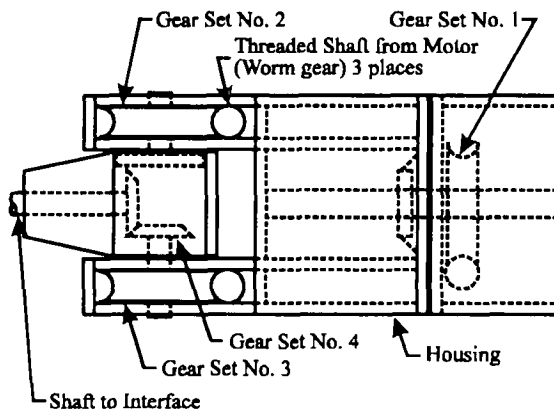 Gear Set No. 2
Gear Set No. 1
Threaded Shaft from Motor
(Worm gear) 3 places
Gear Set No. 4
Housing
Gear Set No. 3
Shaft to Interface